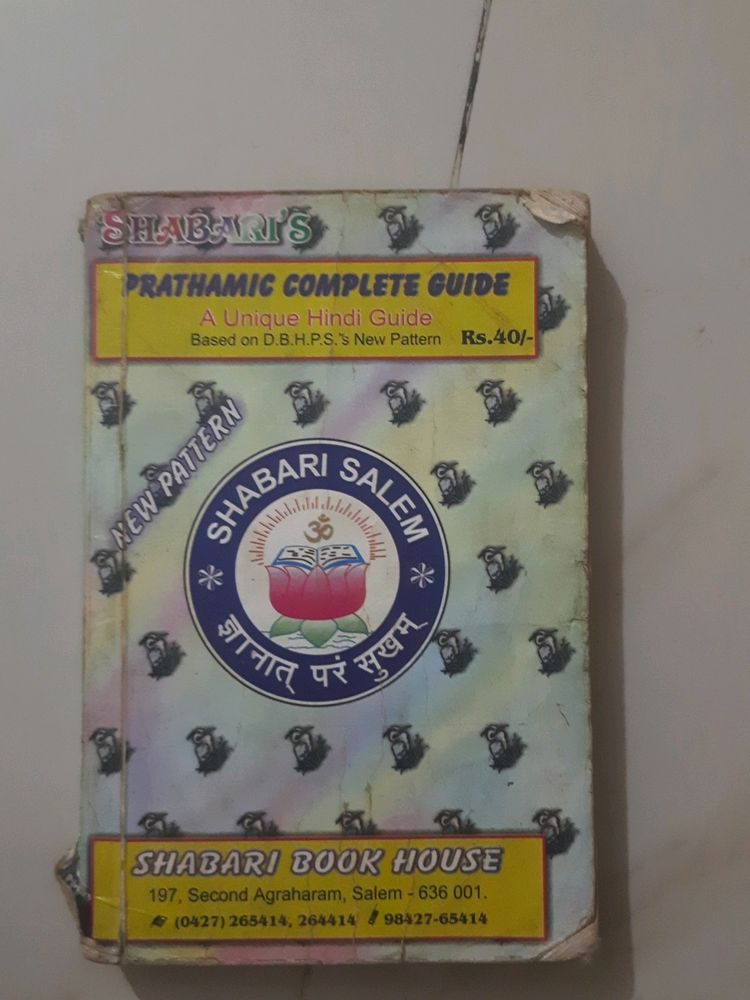 SHABARI'S
PRATHAMIC COMPLETE GUIDE
A Unique Hindi Guide
Based on D.B.H.P.S.'s New Pattern Rs.40/-
NEW PATTERN
SHABARI SALEM
ॐ
ज्ञानात् परं सुखम्
SHABARI BOOK HOUSE
197, Second Agraharam, Salem - 636 001.
(0427) 265414, 264414 98427-65414